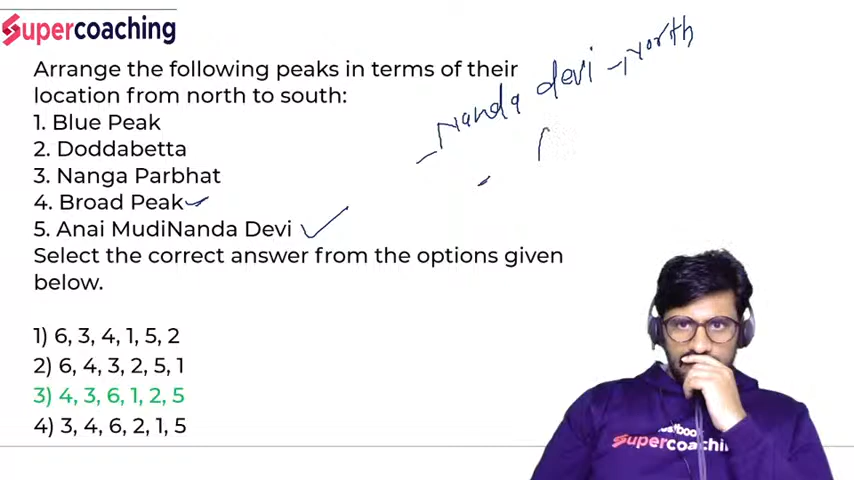 Supercoaching
Arrange the following peaks in terms of their
location from north to south:
1. Blue Peak
2. Doddabetta
3. Nanga Parbhat
4. Broad Peak
5. Anai MudiNanda Devi
Select the correct answer from the options given
below.
1) 6, 3, 4, 1, 5, 2
2) 6, 4, 3, 2, 5, 1
3) 4, 3, 6, 1, 2, 5
4) 3, 4, 6, 2, 1, 5
Nanda devi - North
Supercoachin